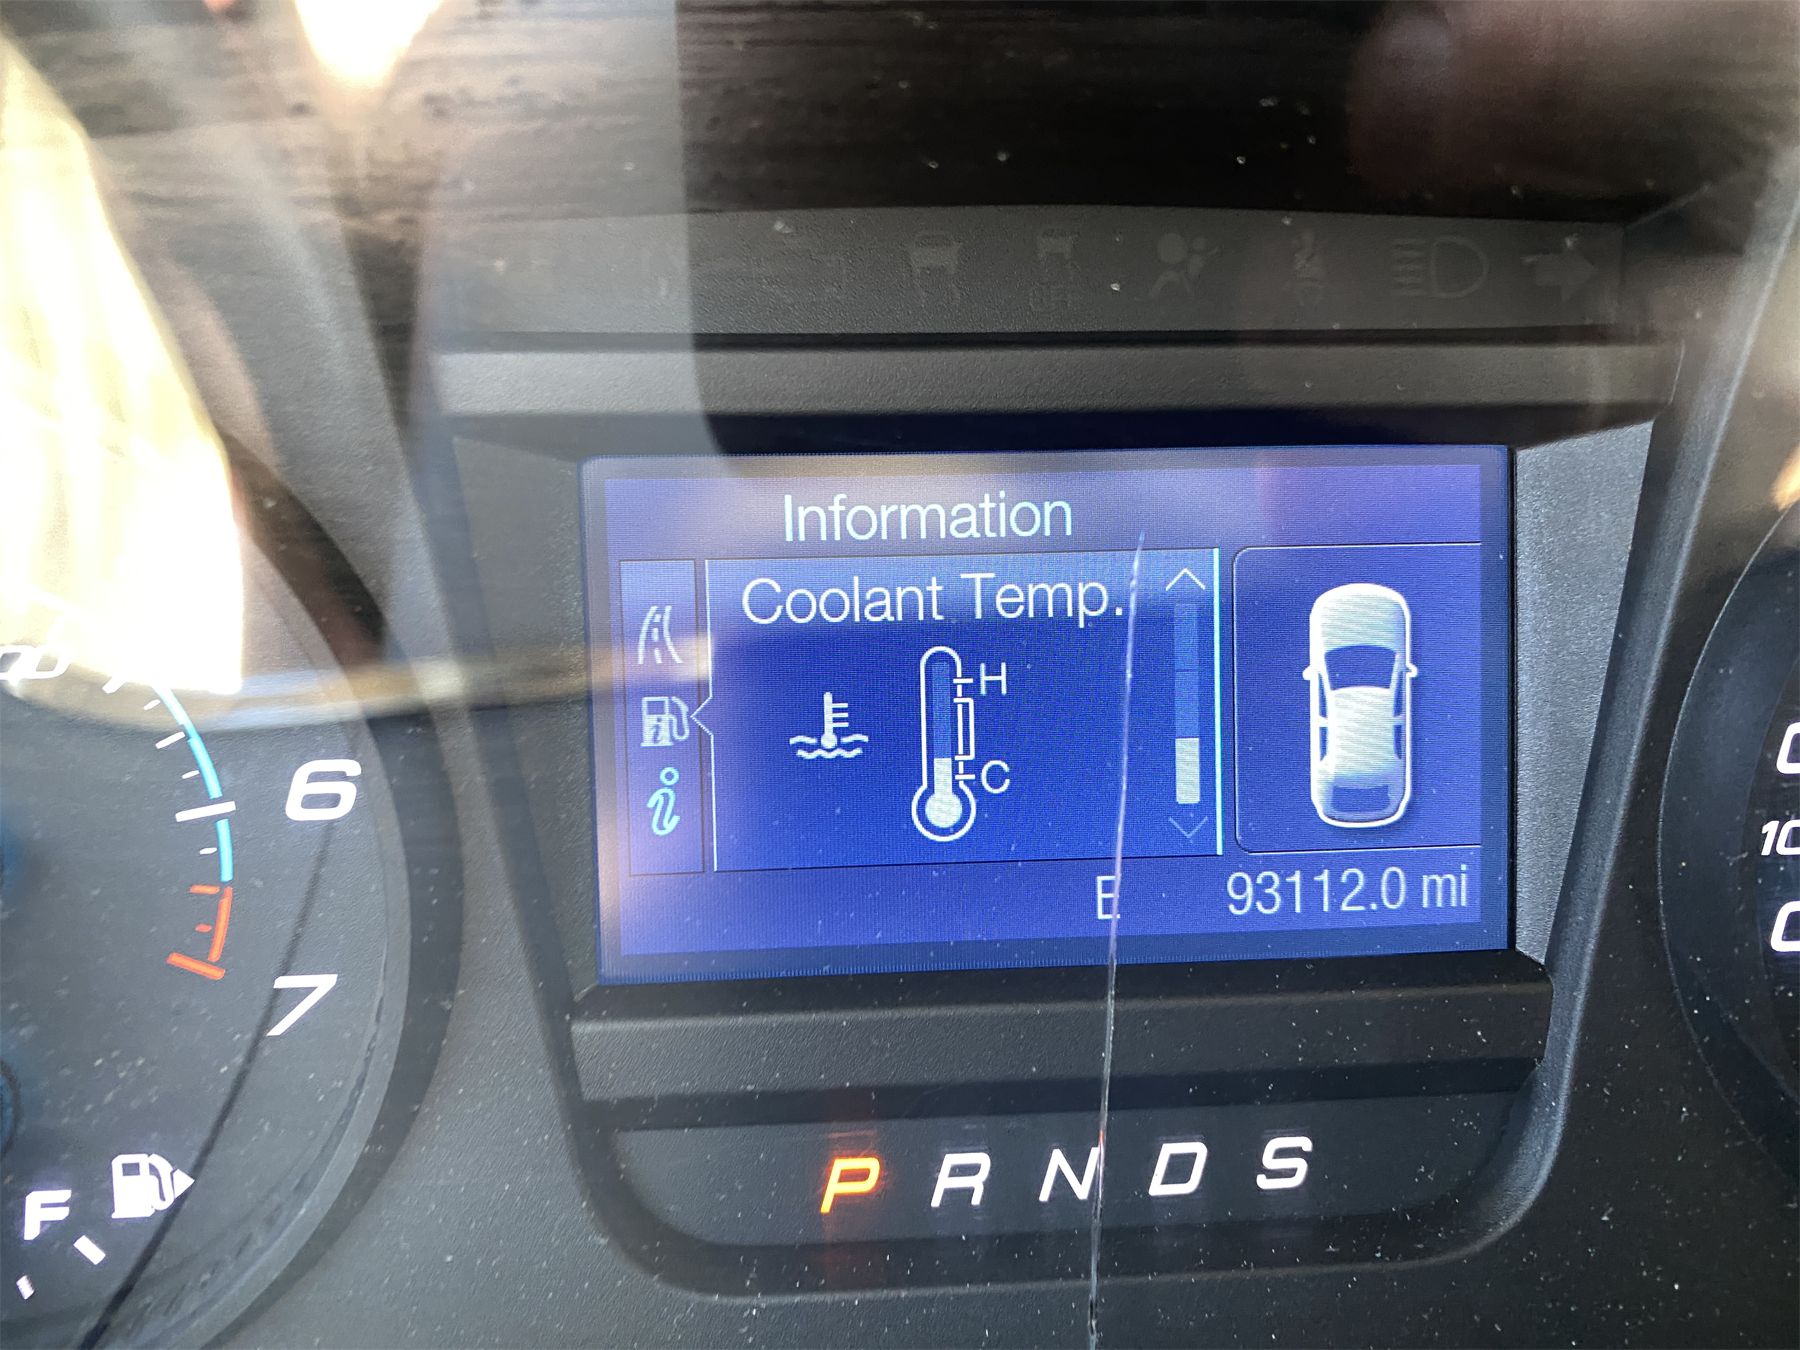 Information
Coolant Temp.
H
C
E 93112.0 mi
6
7
F
P R N D S